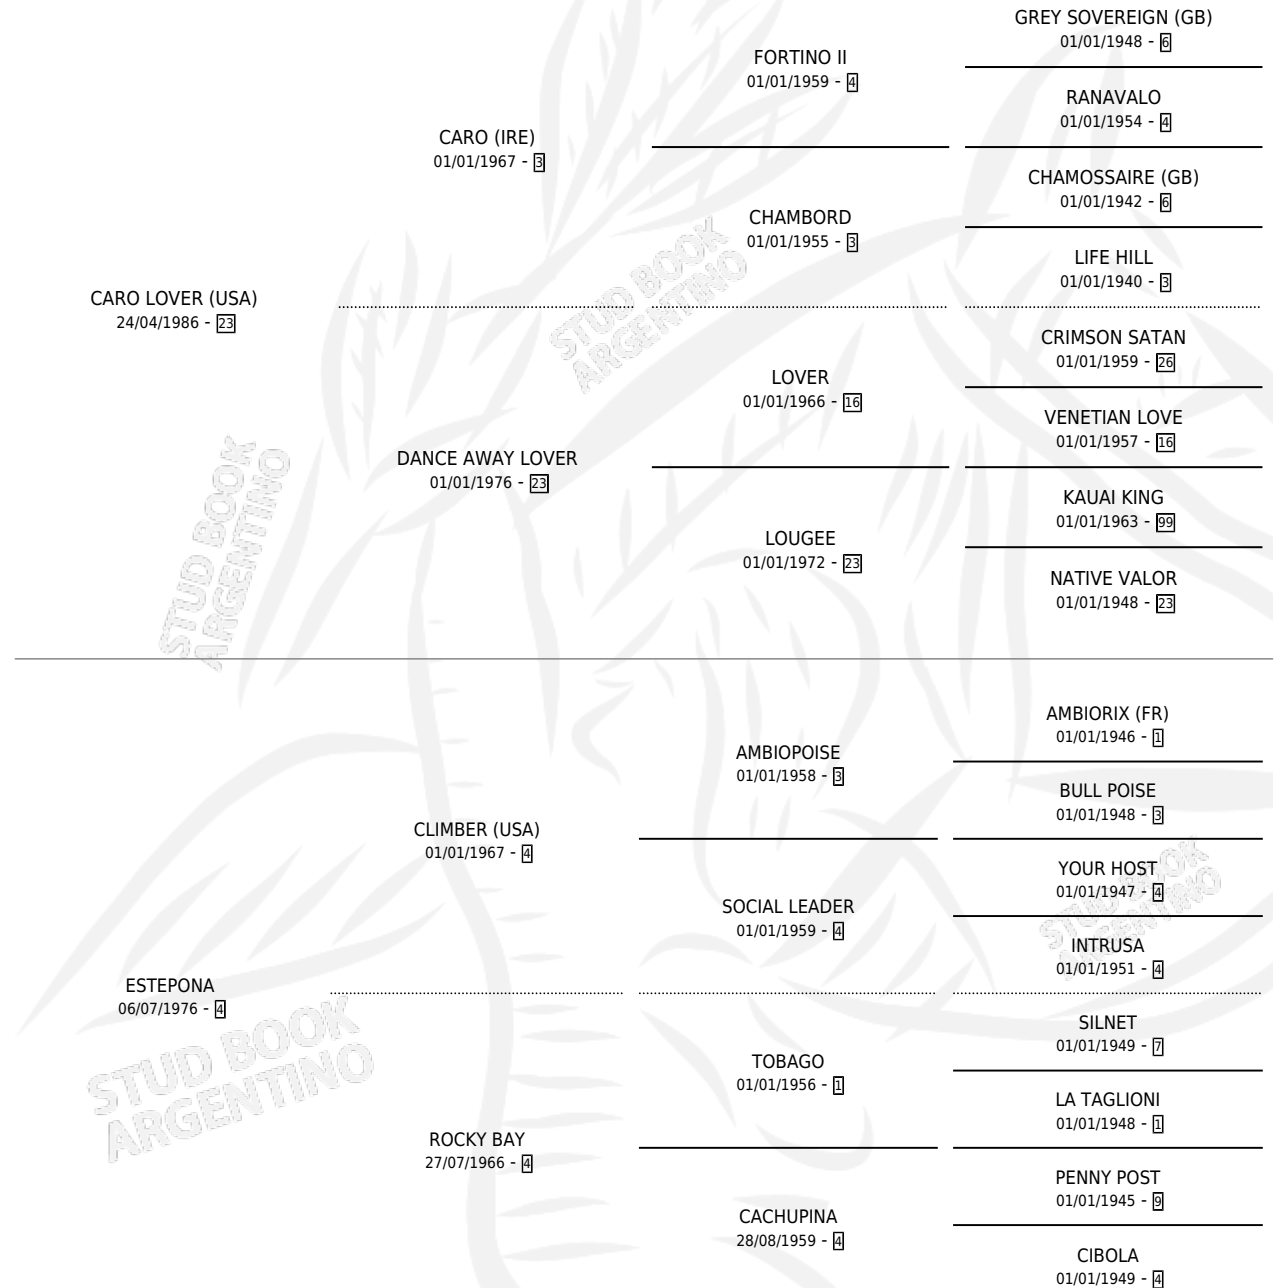 GREY SOVEREIGN (GB)
01/01/1948 - 6
FORTINO II
01/01/1959 - 4
RANAVALO
01/01/1954 - 4
CARO (IRE)
01/01/1967 - 3
CHAMOSSAIRE (GB)
01/01/1942 - 6
CHAMBORD
01/01/1955 - 3
LIFE HILL
01/01/1940 - 3
CARO LOVER (USA)
24/04/1986 - 23
CRIMSON SATAN
01/01/1959 - 26
LOVER
01/01/1966 - 16
VENETIAN LOVE
01/01/1957 - 16
DANCE AWAY LOVER
01/01/1976 - 23
KAUAI KING
01/01/1963 - 99
LOUGEE
01/01/1972 - 23
NATIVE VALOR
01/01/1948 - 23
AMBIORIX (FR)
01/01/1946 - 1
AMBIOPOISE
01/01/1958 - 3
BULL POISE
01/01/1948 - 3
CLIMBER (USA)
01/01/1967 - 4
YOUR HOST
01/01/1947 - 4
SOCIAL LEADER
01/01/1959 - 4
INTRUSA
01/01/1951 - 4
ESTEPONA
06/07/1976 - 4
SILNET
01/01/1949 - 7
TOBAGO
01/01/1956 - 1
LA TAGLIONI
01/01/1948 - 1
ROCKY BAY
27/07/1966 - 4
PENNY POST
01/01/1945 - 9
CACHUPINA
28/08/1959 - 4
CIBOLA
01/01/1949 - 4
STUD BOOK
ARGENTINO
STUD BOOK
ARGENTINO
STUD BOOK
ARGENTINO
STUD BOOK
ARGENTINO